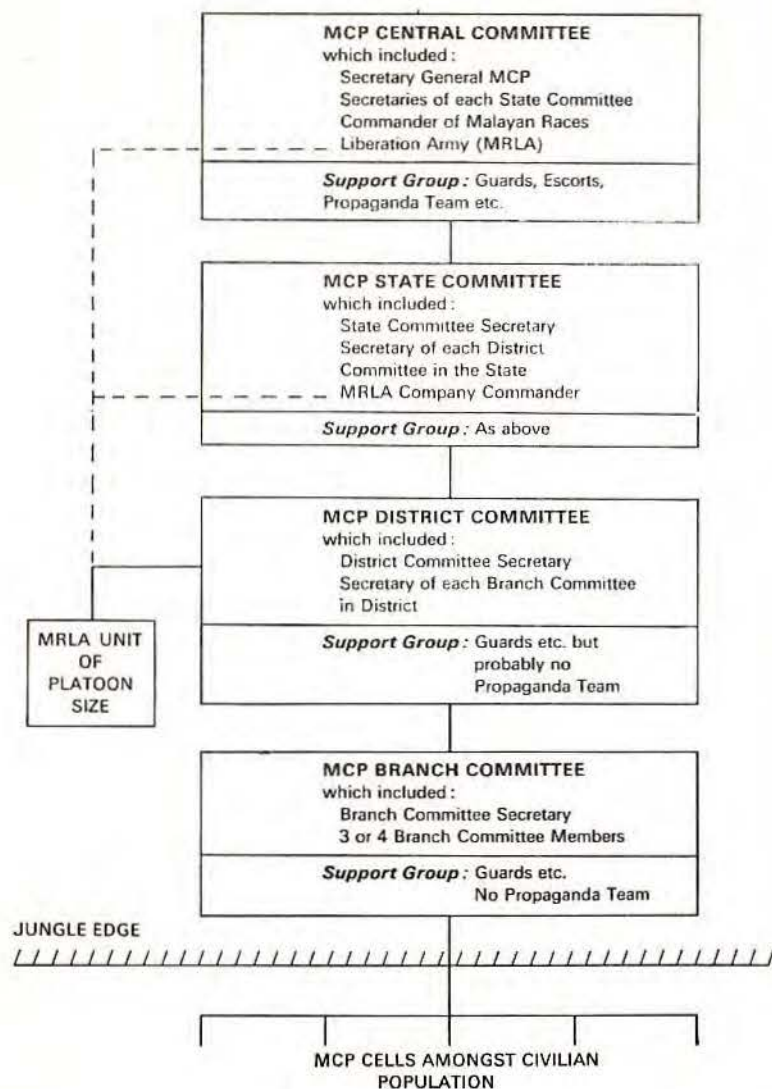 MCP CENTRAL COMMITTEE
which included :
Secretary General MCP
Secretaries of each State Committee
Commander of Malayan Races
Liberation Army (MRLA)
Support Group : Guards, Escorts,
Propaganda Team etc.
MCP STATE COMMITTEE
which included :
State Committee Secretary
Secretary of each District
Committee in the State
MRLA Company Commander
Support Group : As above
MCP DISTRICT COMMITTEE
which included :
District Committee Secretary
Secretary of each Branch Committee
in District
Support Group : Guards etc. but
probably no
Propaganda Team
MRLA UNIT
OF
PLATOON
SIZE
MCP BRANCH COMMITTEE
which included :
Branch Committee Secretary
3 or 4 Branch Committee Members
Support Group : Guards etc.
No Propaganda Team
JUNGLE EDGE
MCP CELLS AMONGST CIVILIAN
POPULATION